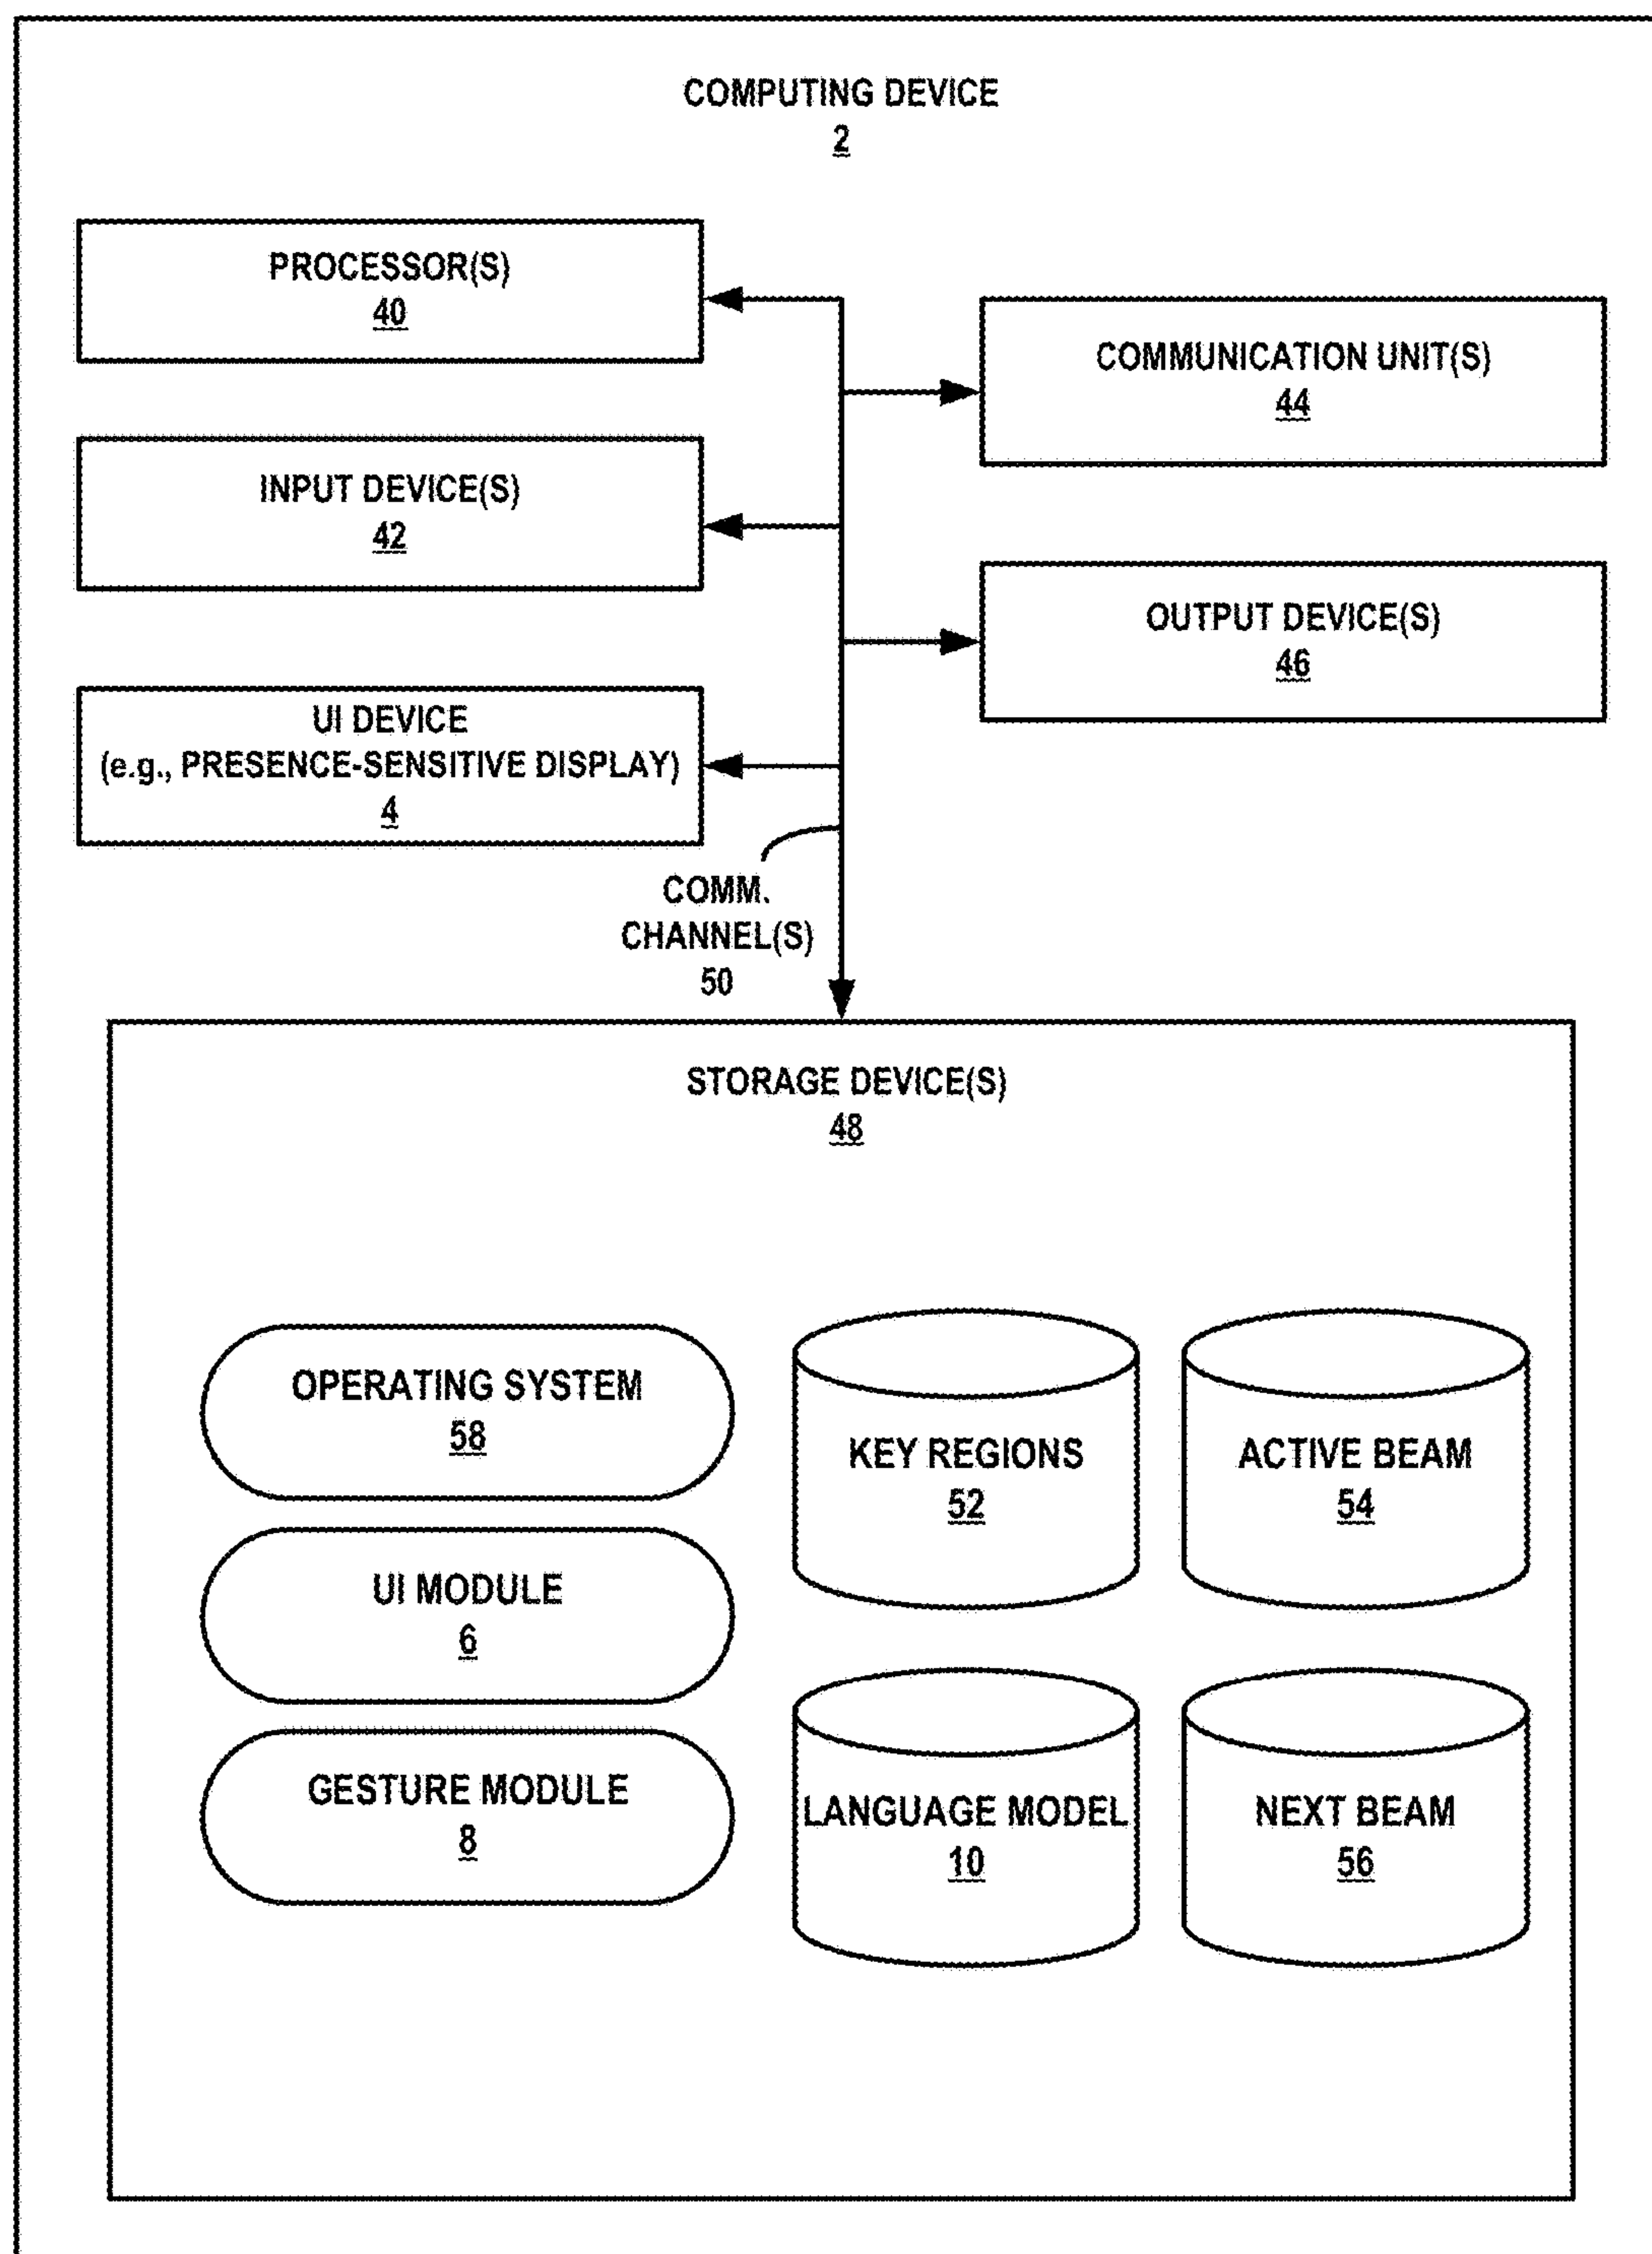 COMPUTING DEVICE
2
PROCESSOR(S)
40
COMMUNICATION UNIT(S)
44
INPUT DEVICE(S)
42
OUTPUT DEVICE(S)
46
UI DEVICE
(e.g., PRESENCE-SENSITIVE DISPLAY)
4
COMM.
CHANNEL(S)
50
STORAGE DEVICE(S)
48
OPERATING SYSTEM
58
KEY REGIONS
52
ACTIVE BEAM
54
UI MODULE
6
GESTURE MODULE
8
LANGUAGE MODEL
10
NEXT BEAM
56